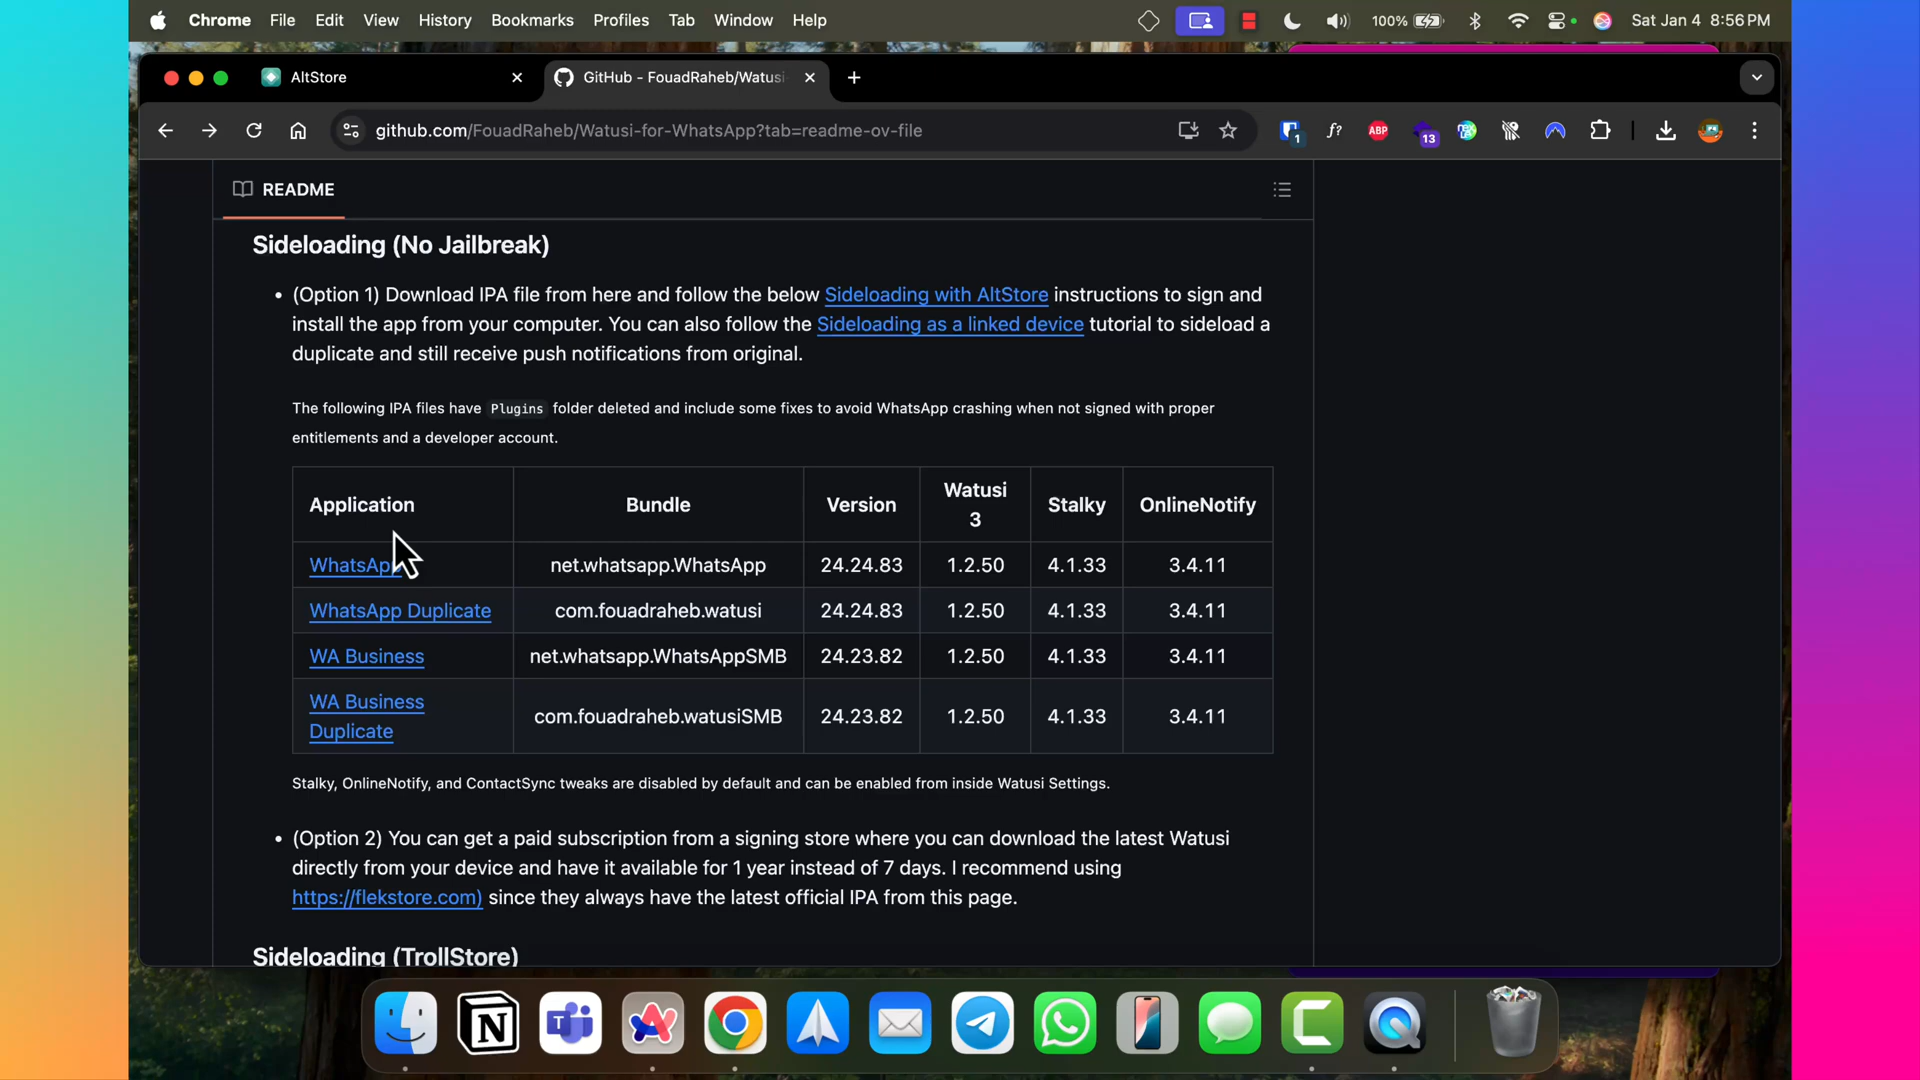 Chrome File Edit View History Bookmarks Profiles Tab Window Help 100% Sat Jan 4 8:56 PM
AltStore GitHub - FouadRaheb/Watusi-
github.com/FouadRaheb/Watusi-for-WhatsApp?tab=readme-ov-file 1 f? ABP 13
README
Sideloading (No Jailbreak)
(Option 1) Download IPA file from here and follow the below Sideloading with AltStore instructions to sign and
install the app from your computer. You can also follow the Sideloading as a linked device tutorial to sideload a
duplicate and still receive push notifications from original.
The following IPA files have Plugins folder deleted and include some fixes to avoid WhatsApp crashing when not signed with proper
entitlements and a developer account.
Application Bundle Version Watusi 3 Stalky OnlineNotify
WhatsApp net.whatsapp.WhatsApp 24.24.83 1.2.50 4.1.33 3.4.11
WhatsApp Duplicate com.fouadraheb.watusi 24.24.83 1.2.50 4.1.33 3.4.11
WA Business net.whatsapp.WhatsAppSMB 24.23.82 1.2.50 4.1.33 3.4.11
WA Business Duplicate com.fouadraheb.watusiSMB 24.23.82 1.2.50 4.1.33 3.4.11
Stalky, OnlineNotify, and ContactSync tweaks are disabled by default and can be enabled from inside Watusi Settings.
(Option 2) You can get a paid subscription from a signing store where you can download the latest Watusi
directly from your device and have it available for 1 year instead of 7 days. I recommend using
https://flekstore.com) since they always have the latest official IPA from this page.
Sideloading (TrollStore)